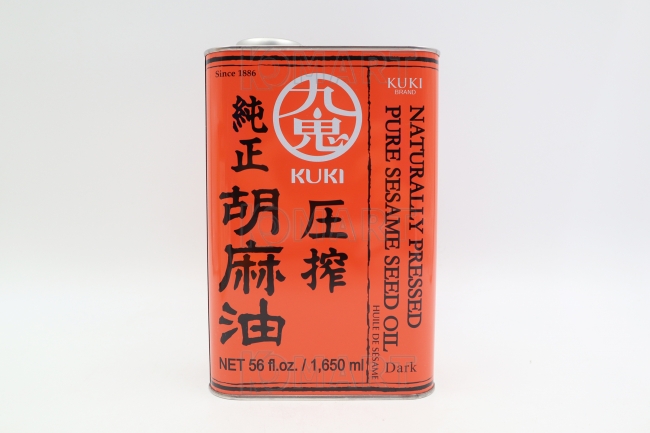 Since 1886
九鬼
KUKI
純正
胡麻油
圧搾
NET 56 fl.oz. / 1,650 ml
KUKI
BRAND
NATURALLY PRESSED
PURE SESAME SEED OIL
HUILE DE SESAME
Dark